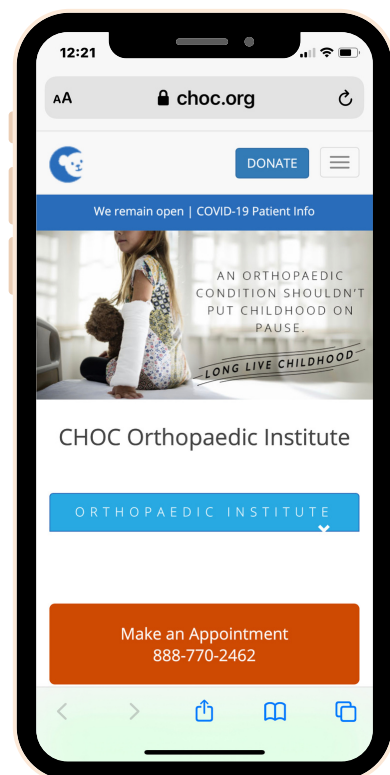 12:21
AA
choc.org
DONATE
We remain open | COVID-19 Patient Info
AN ORTHOPAEDIC
CONDITION SHOULDN'T
PUT CHILDHOOD ON
PAUSE.
LONG LIVE CHILDHOOD
CHOC Orthopaedic Institute
ORTHOPAEDIC INSTITUTE
Make an Appointment
888-770-2462